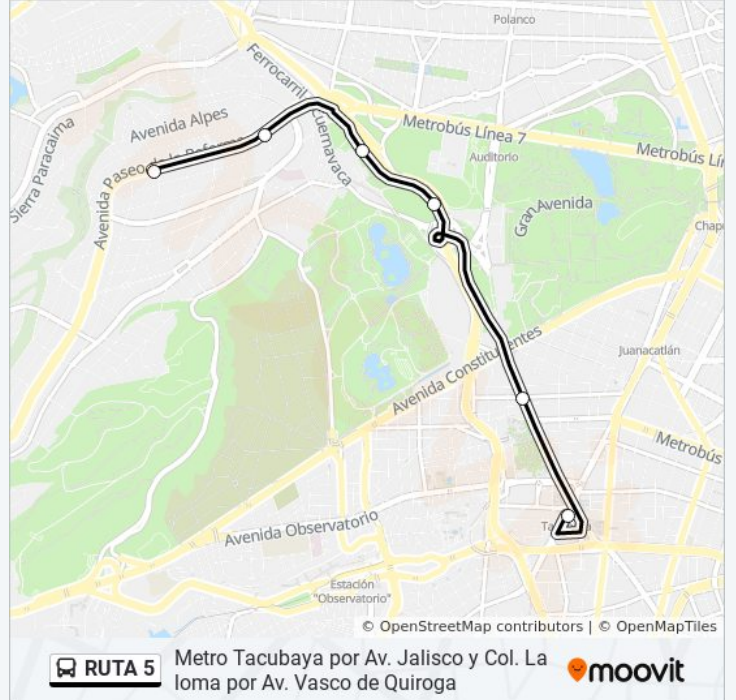 Polanco
Ferrocarril Cuernavaca
Avenida Alpes
Metrobús Línea 7
Sierra Paracaima
Auditorio
Metrobús Lín
Avenida Paseo de la Reforma
Gran Avenida
Chapu
Juanacatlán
Avenida Constituyentes
Metrobús
Avenida Observatorio
Estación
"Observatorio"
© OpenStreetMap contributors | © OpenMapTiles
RUTA 5
Metro Tacubaya por Av. Jalisco y Col. La
loma por Av. Vasco de Quiroga
moovit